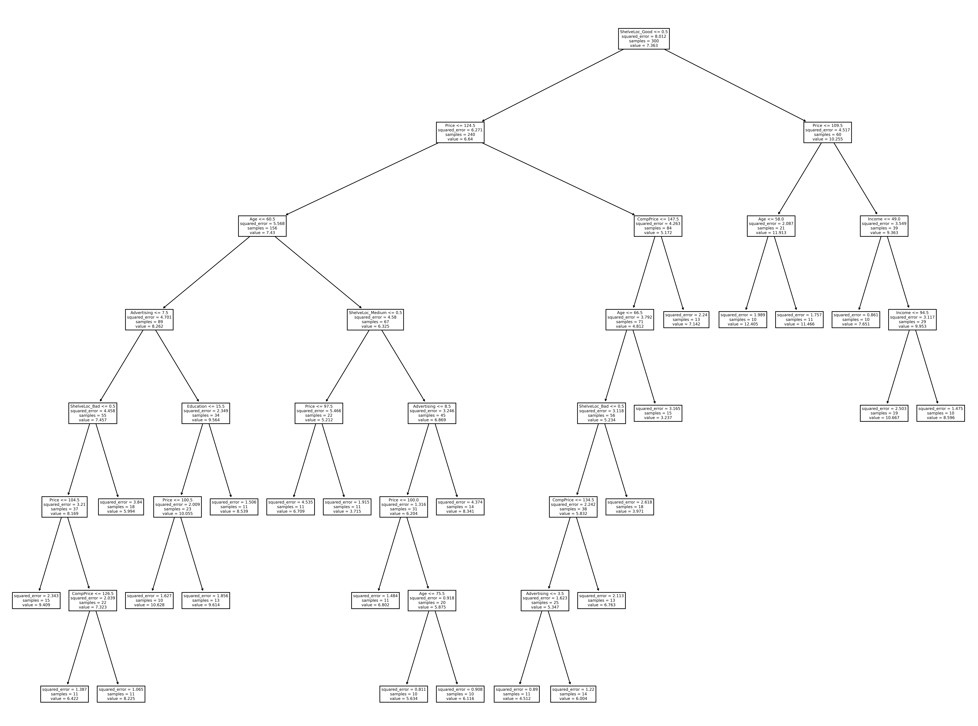 ShelveLoc_Good <= 0.5
squared_error = 8.012
samples = 300
value = 7.363
Price <= 124.5
squared_error = 6.271
samples = 240
value = 6.64
Price <= 109.5
squared_error = 4.517
samples = 60
value = 10.255
Age <= 60.5
squared_error = 5.588
samples = 156
value = 7.43
CompPrice <= 147.5
squared_error = 4.263
samples = 84
value = 5.172
Age <= 58.0
squared_error = 2.087
samples = 21
value = 11.913
Income <= 49.0
squared_error = 3.549
samples = 39
value = 9.363
Advertising <= 7.5
squared_error = 4.701
samples = 89
value = 8.262
ShelveLoc_Medium <= 0.5
squared_error = 4.58
samples = 67
value = 6.325
Age <= 66.5
squared_error = 3.792
samples = 71
value = 4.812
squared_error = 2.24
samples = 13
value = 7.142
squared_error = 1.989
samples = 10
value = 12.405
squared_error = 1.757
samples = 11
value = 11.466
squared_error = 0.861
samples = 10
value = 7.651
Income <= 94.5
squared_error = 3.117
samples = 29
value = 9.953
ShelveLoc_Bad <= 0.5
squared_error = 4.458
samples = 55
value = 7.457
Education <= 15.5
squared_error = 2.349
samples = 34
value = 9.564
Price <= 97.5
squared_error = 5.466
samples = 22
value = 5.212
Advertising <= 8.5
squared_error = 3.246
samples = 45
value = 6.869
ShelveLoc_Bad <= 0.5
squared_error = 3.118
samples = 56
value = 5.234
squared_error = 3.165
samples = 15
value = 3.237
squared_error = 2.503
samples = 19
value = 10.667
squared_error = 1.475
samples = 10
value = 8.596
Price <= 104.5
squared_error = 3.21
samples = 37
value = 8.169
squared_error = 3.84
samples = 18
value = 5.994
Price <= 100.5
squared_error = 2.009
samples = 23
value = 10.055
squared_error = 1.506
samples = 11
value = 8.539
squared_error = 4.535
samples = 11
value = 6.709
squared_error = 1.915
samples = 11
value = 3.715
Price <= 100.0
squared_error = 1.316
samples = 31
value = 6.204
squared_error = 4.374
samples = 14
value = 8.341
CompPrice <= 134.5
squared_error = 2.242
samples = 38
value = 5.832
squared_error = 2.618
samples = 18
value = 3.971
squared_error = 2.343
samples = 15
value = 9.409
CompPrice <= 126.5
squared_error = 2.038
samples = 22
value = 7.323
squared_error = 1.627
samples = 10
value = 10.628
squared_error = 1.856
samples = 13
value = 9.614
squared_error = 1.484
samples = 11
value = 6.802
Age <= 75.5
squared_error = 0.918
samples = 20
value = 5.875
Advertising <= 3.5
squared_error = 1.623
samples = 25
value = 5.347
squared_error = 2.113
samples = 13
value = 6.763
squared_error = 1.387
samples = 11
value = 6.422
squared_error = 1.065
samples = 11
value = 8.225
squared_error = 0.811
samples = 10
value = 5.634
squared_error = 0.908
samples = 10
value = 6.116
squared_error = 0.89
samples = 11
value = 4.512
squared_error = 1.22
samples = 14
value = 6.004